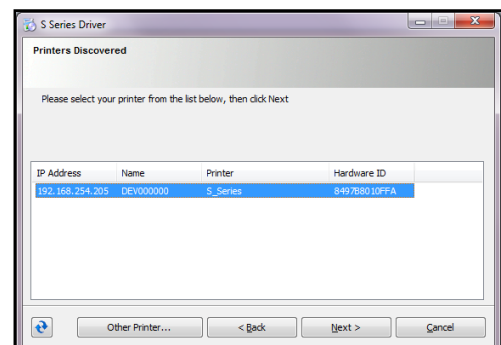 S Series Driver
Printers Discovered
Please select your printer from the list below, then click Next
IP Address Name Printer Hardware ID
192.168.254.205 DEV000000 S_Series 8497B8010FFA
Other Printer... < Back Next > Cancel